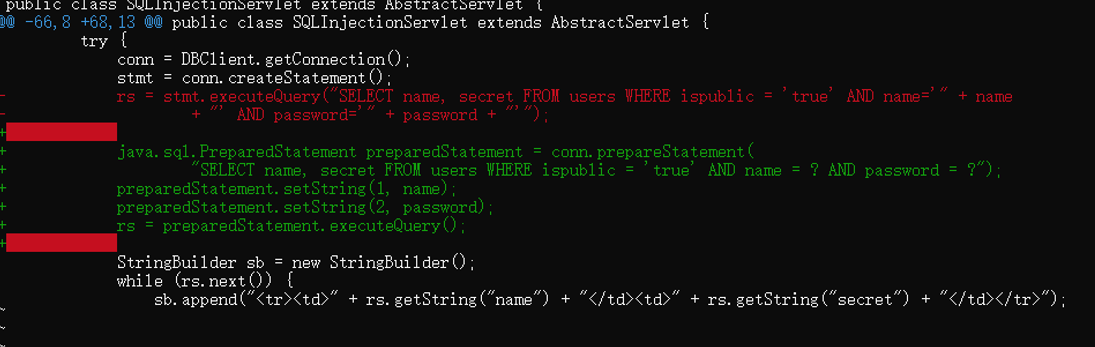 public class SQLInjectionServlet extends AbstractServlet {
@@ -66,8 +68,13 @@ public class SQLInjectionServlet extends AbstractServlet {
        try {
            conn = DBClient.getConnection();
            stmt = conn.createStatement();
-            rs = stmt.executeQuery("SELECT name, secret FROM users WHERE ispublic = 'true' AND name='" + name
-                    + "' AND password='" + password + "'");
+
+            java.sql.PreparedStatement preparedStatement = conn.prepareStatement(
+                    "SELECT name, secret FROM users WHERE ispublic = 'true' AND name = ? AND password = ?");
+            preparedStatement.setString(1, name);
+            preparedStatement.setString(2, password);
+            rs = preparedStatement.executeQuery();
+
            StringBuilder sb = new StringBuilder();
            while (rs.next()) {
                sb.append("<tr><td>" + rs.getString("name") + "</td><td>" + rs.getString("secret") + "</td></tr>");
~
~
~